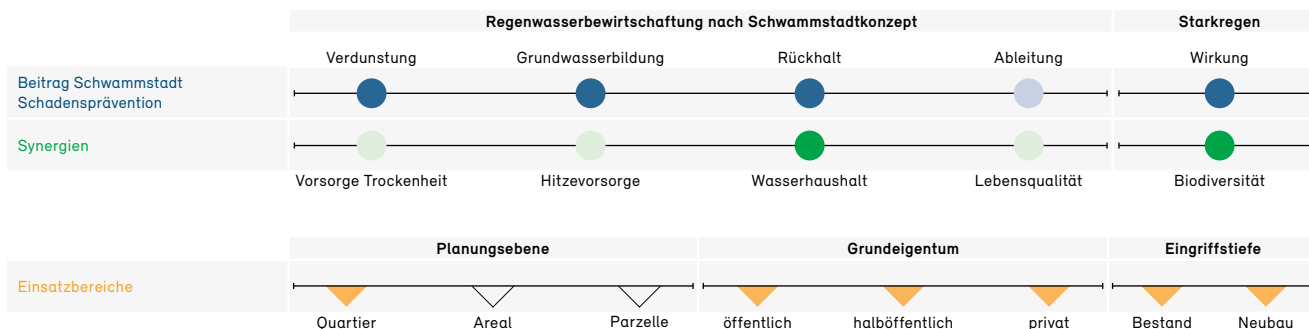 Regenwasserbewirtschaftung nach Schwammstadtkonzept Starkregen
Verdunstung Grundwasserbildung Rückhalt Ableitung Wirkung
Beitrag Schwammstadt
Schadensprävention
Synergien
Vorsorge Trockenheit Hitzevorsorge Wasserhaushalt Lebensqualität Biodiversität
Planungsebene Grundeigentum Eingriffstiefe
Einsatzbereiche
Quartier Areal Parzelle öffentlich halböffentlich privat Bestand Neubau